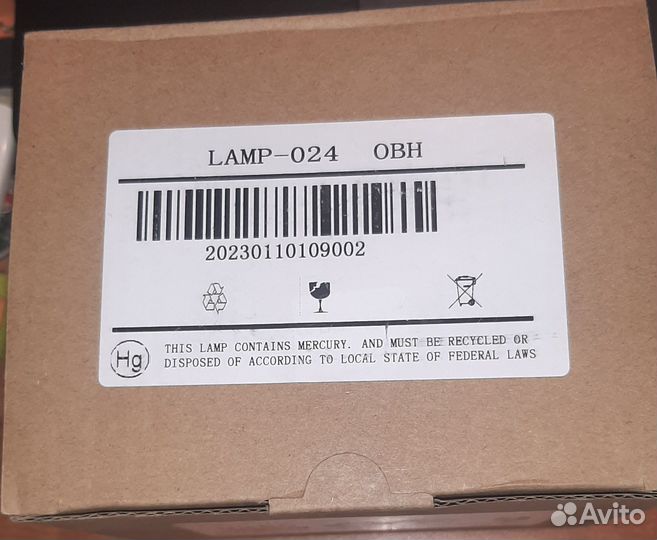 LAMP-024 OBH
20230110109002
Hg
THIS LAMP CONTAINS MERCURY. AND MUST BE RECYCLED OR
DISPOSED OF ACCORDING TO LOCAL STATE OF FEDERAL LAWS
Avito